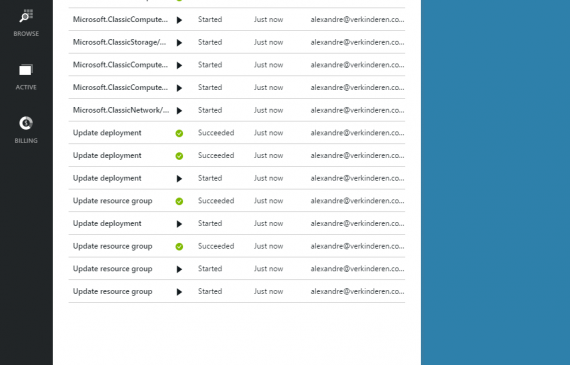 BROWSE
ACTIVE
BILLING
Microsoft.ClassicCompute... Started Just now alexandre@verkinderen.co...
Microsoft.ClassicStorage/... Started Just now alexandre@verkinderen.co...
Microsoft.ClassicCompute... Started Just now alexandre@verkinderen.co...
Microsoft.ClassicCompute... Started Just now alexandre@verkinderen.co...
Microsoft.ClassicNetwork/... Started Just now alexandre@verkinderen.co...
Update deployment Succeeded Just now alexandre@verkinderen.co...
Update deployment Succeeded Just now alexandre@verkinderen.co...
Update deployment Started Just now alexandre@verkinderen.co...
Update resource group Succeeded Just now alexandre@verkinderen.co...
Update deployment Started Just now alexandre@verkinderen.co...
Update resource group Succeeded Just now alexandre@verkinderen.co...
Update resource group Started Just now alexandre@verkinderen.co...
Update resource group Started Just now alexandre@verkinderen.co...